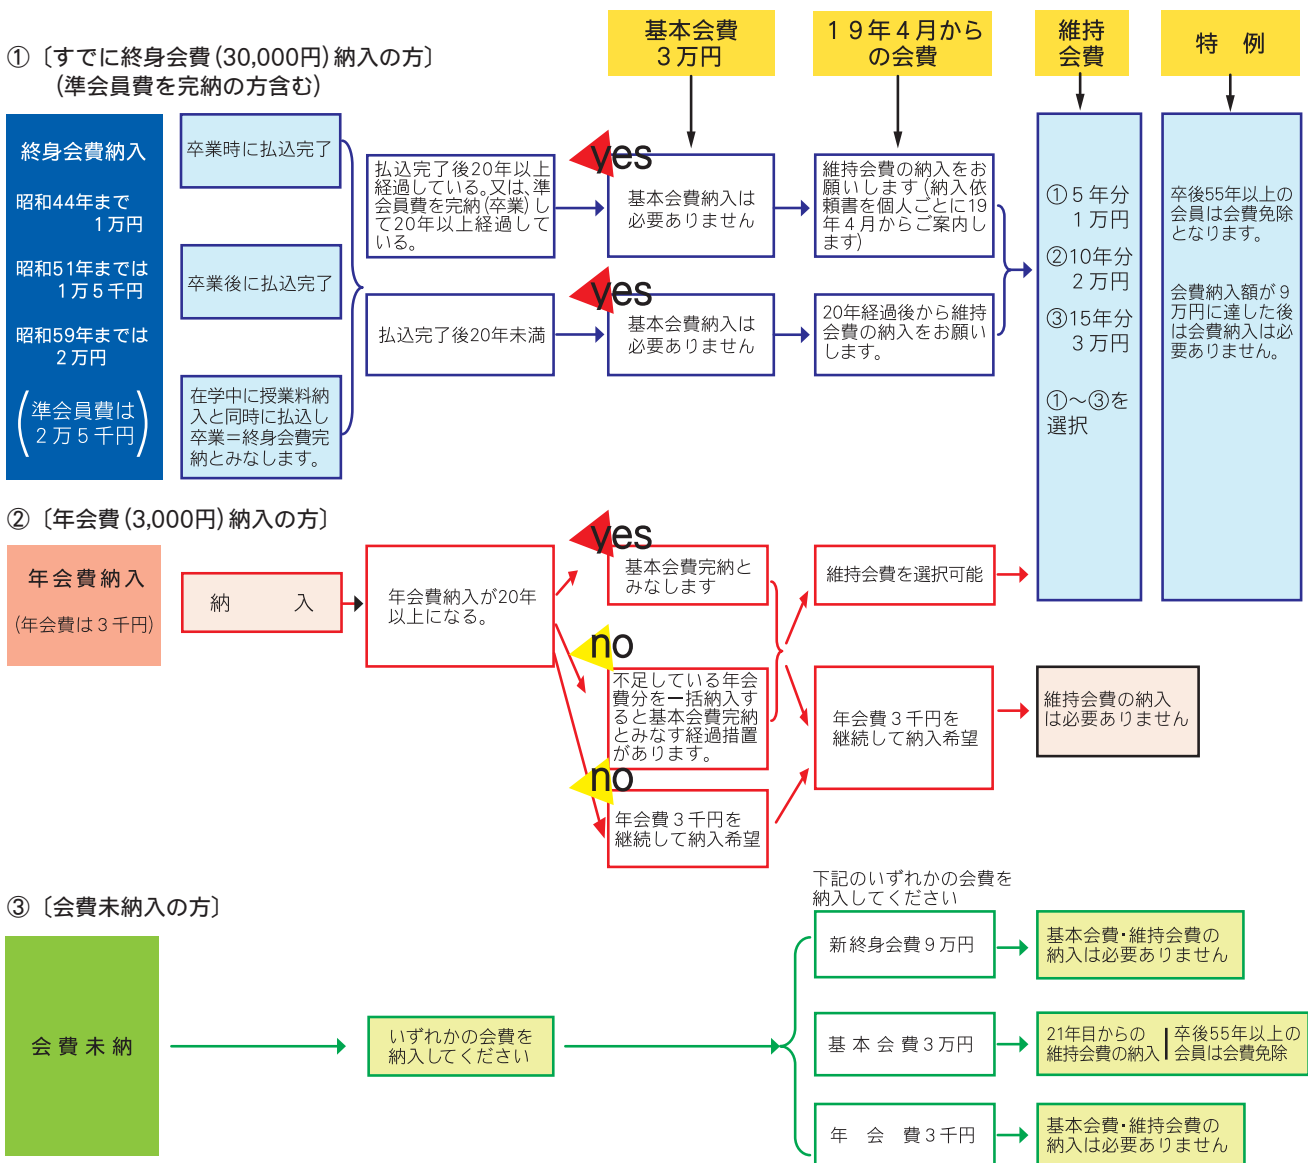 基本会費
3万円
19年4月から
の会費
維持
会費
特 例
①〔すでに終身会費(30,000円)納入の方〕
(準会員費を完納の方含む)
終身会費納入
昭和44年まで
1万円
昭和51年までは
1万5千円
昭和59年までは
2万円
(準会員費は
2万5千円)
卒業時に払込完了
卒業後に払込完了
在学中に授業料納
入と同時に払込し
卒業=終身会費完
納とみなします。
払込完了後20年以上
経過している。又は、準
会員費を完納(卒業)し
て20年以上経過して
いる。
yes
基本会費納入は
必要ありません
維持会費の納入をお
願いします(納入依
頼書を個人ごとに19
年4月からご案内し
ます)
払込完了後20年未満
yes
基本会費納入は
必要ありません
20年経過後から維持
会費の納入をお願い
します。
①5年分
1万円
②10年分
2万円
③15年分
3万円
①~③を
選択
卒後55年以上の
会員は会費免除
となります。
会費納入額が9
万円に達した後
は会費納入は必
要ありません。
②〔年会費(3,000円)納入の方〕
年会費納入
(年会費は3千円)
納 入
年会費納入が20年
以上になる。
yes
基本会費完納と
みなします
no
不足している年会
費分を一括納入す
ると基本会費完納
とみなす経過措置
があります。
no
年会費3千円を
継続して納入希望
維持会費を選択可能
年会費3千円を
継続して納入希望
維持会費の納入
は必要ありません
③〔会費未納入の方〕
会費未納
いずれかの会費を
納入してください
下記のいずれかの会費を
納入してください
新終身会費9万円
基本会費・維持会費の
納入は必要ありません
基本会費3万円
21年目からの
維持会費の納入
卒後55年以上の
会員は会費免除
年 会 費3千円
基本会費・維持会費の
納入は必要ありません